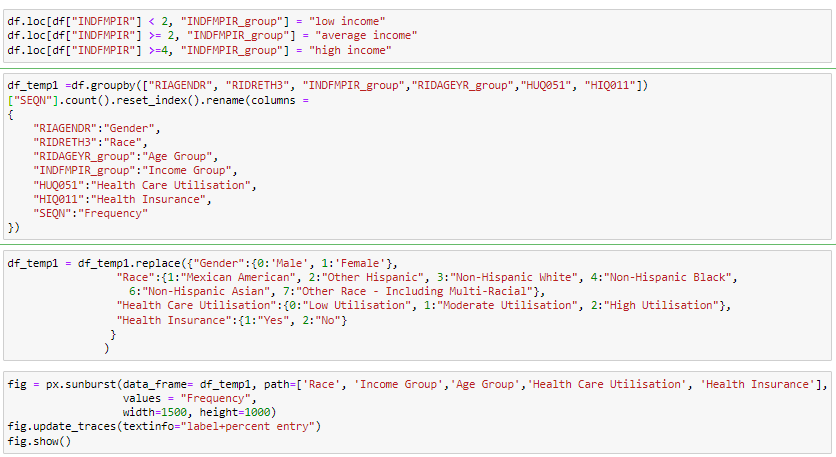 df.loc[df["INDFMPIR"] < 2, "INDFMPIR_group"] = "low income"
df.loc[df["INDFMPIR"] >= 2, "INDFMPIR_group"] = "average income"
df.loc[df["INDFMPIR"] >=4, "INDFMPIR_group"] = "high income"
df_temp1 =df.groupby(["RIAGENDR", "RIDRETH3", "INDFMPIR_group","RIDAGEYR_group","HUQ051", "HIQ011"])
["SEQN"].count().reset_index().rename(columns =
{
    "RIAGENDR":"Gender",
    "RIDRETH3":"Race",
    "RIDAGEYR_group":"Age Group",
    "INDFMPIR_group":"Income Group",
    "HUQ051":"Health Care Utilisation",
    "HIQ011":"Health Insurance",
    "SEQN":"Frequency"
})
df_temp1 = df_temp1.replace({"Gender":{0:'Male', 1:'Female'},
                 "Race":{1:"Mexican American", 2:"Other Hispanic", 3:"Non-Hispanic White", 4:"Non-Hispanic Black",
                   6:"Non-Hispanic Asian", 7:"Other Race - Including Multi-Racial"},
                 "Health Care Utilisation":{0:"Low Utilisation", 1:"Moderate Utilisation", 2:"High Utilisation"},
                 "Health Insurance":{1:"Yes", 2:"No"}
                }
               )
fig = px.sunburst(data_frame= df_temp1, path=['Race', 'Income Group','Age Group','Health Care Utilisation', 'Health Insurance'],
                  values = "Frequency",
                  width=1500, height=1000)
fig.update_traces(textinfo="label+percent entry")
fig.show()